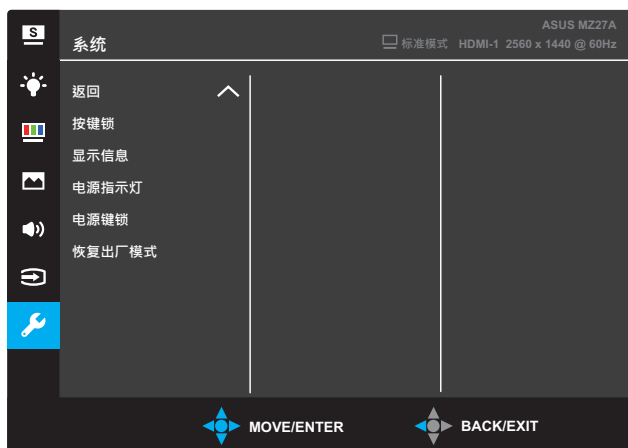 S
ASUS MZ27A
系统
标准模式 HDMI-1 2560 x 1440 @ 60Hz
返回
按键锁
显示信息
电源指示灯
电源键锁
恢复出厂模式
MOVE/ENTER
BACK/EXIT